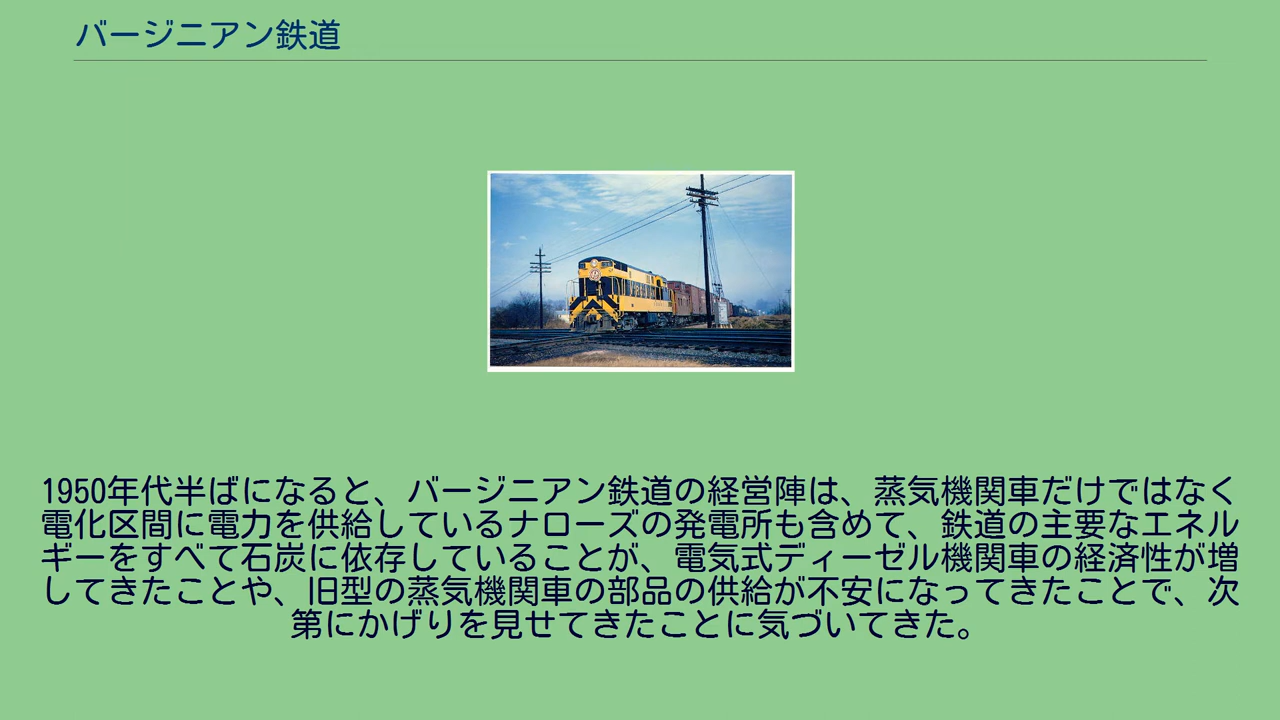 バージニアン鉄道
1950年代半ばになると、バージニアン鉄道の経営陣は、蒸気機関車だけではなく
電化区間に電力を供給しているナローズの発電所も含めて、鉄道の主要なエネル
ギーをすべて石炭に依存していることが、電気式ディーゼル機関車の経済性が増
してきたことや、旧型の蒸気機関車の部品の供給が不安になってきたことで、次
第にかげりを見せてきたことに気づいてきた。